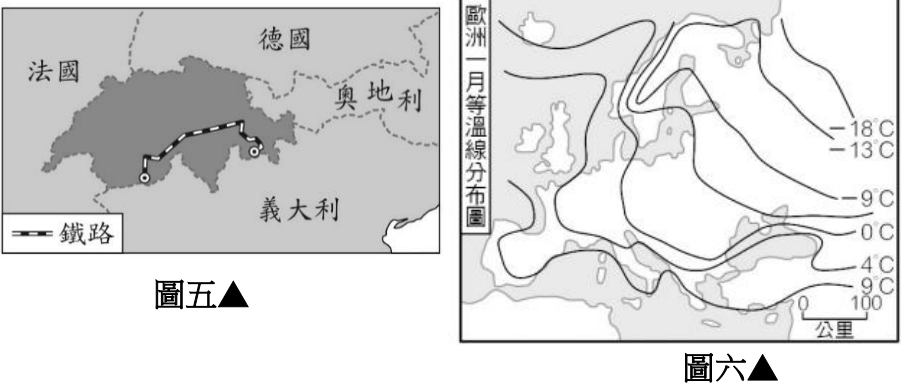 法國
德國
奧地利
義大利
鐵路
圖五▲
歐洲一月等溫線分布圖
－18°C
－13°C
－9°C
0°C
4°C
9°C
0 100
公里
圖六▲